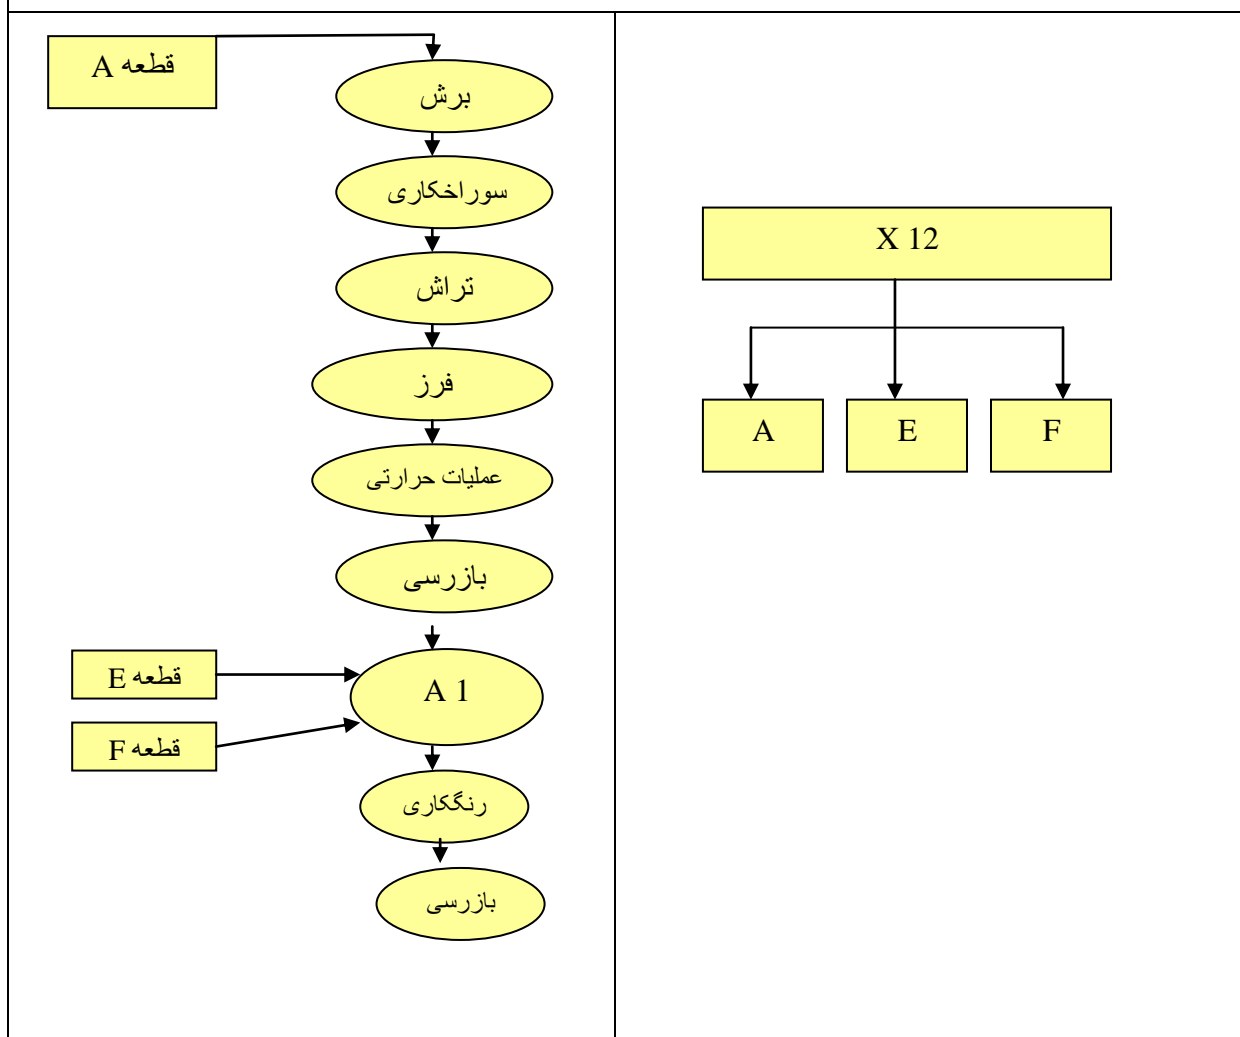 قطعه A
برش
سوراخکاری
تراش
فرز
عملیات حرارتی
بازرسی
قطعه E
A 1
قطعه F
رنگکاری
بازرسی
X 12
A
E
F